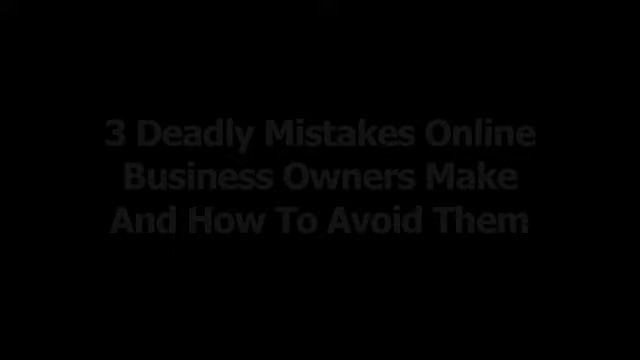 3 Deadly Mistakes Online
Business Owners Make
And How To Avoid Them